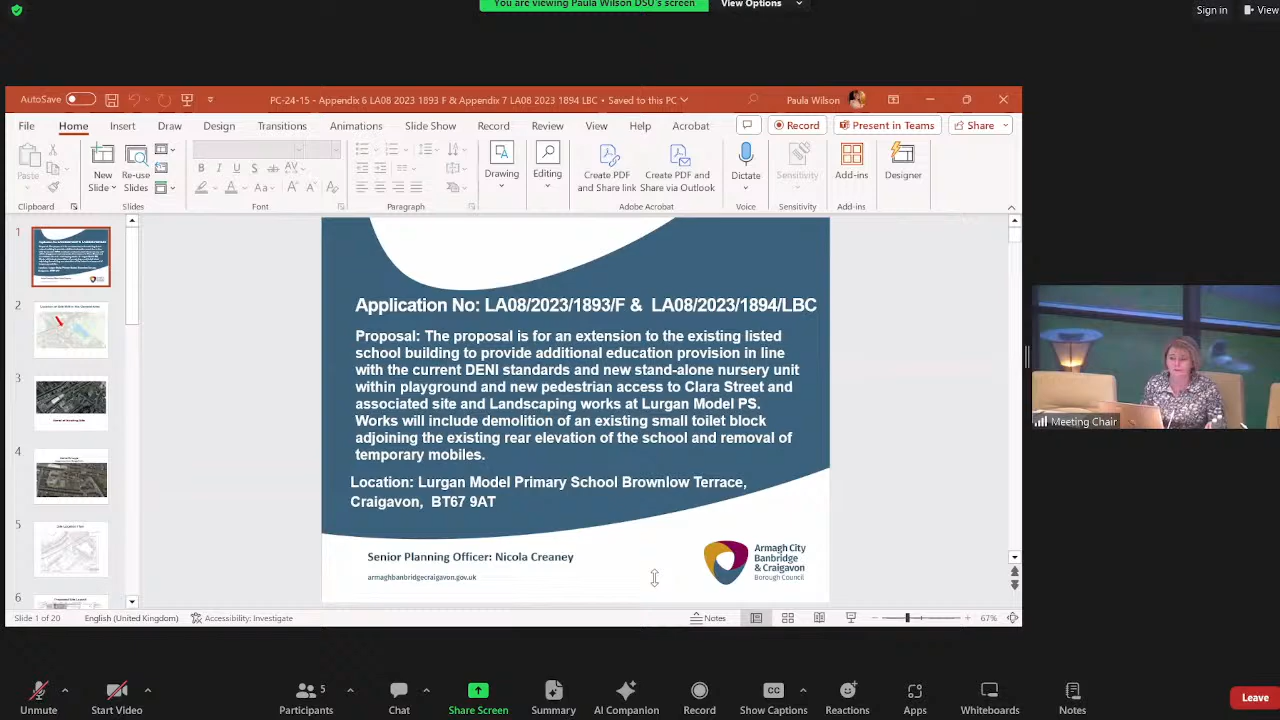 You are viewing Paula Wilson DSU's screen
View Options
Sign in
View
AutoSave
PC-24-15 - Appendix 6 LA08 2023 1893 F & Appendix 7 LA08 2023 1894 LBC • Saved to this PC
Paula Wilson
File Home Insert Draw Design Transitions Animations Slide Show Record Review View Help Acrobat
Record
Present in Teams
Share
Paste
New Slide
Re-use Slides
Drawing
Editing
Create PDF and Share link
Create PDF and Share via Outlook
Dictate
Sensitivity
Add-ins
Designer
Clipboard
Slides
Font
Paragraph
Adobe Acrobat
Voice
Sensitivity
Add-ins
1
2
3
4
5
6
Application No: LA08/2023/1893/F & LA08/2023/1894/LBC
Proposal: The proposal is for an extension to the existing listed
school building to provide additional education provision in line
with the current DENI standards and new stand-alone nursery unit
within playground and new pedestrian access to Clara Street and
associated site and Landscaping works at Lurgan Model PS.
Works will include demolition of an existing small toilet block
adjoining the existing rear elevation of the school and removal of
temporary mobiles.
Location: Lurgan Model Primary School Brownlow Terrace,
Craigavon, BT67 9AT
Senior Planning Officer: Nicola Creaney
armaghbanbridgecraigavon.gov.uk
Armagh City
Banbridge
& Craigavon
Borough Council
Meeting Chair
Slide 1 of 20
English (United Kingdom)
Accessibility: Investigate
Notes
67%
Unmute
Start Video
5
Participants
Chat
Share Screen
Summary
AI Companion
Record
CC
Show Captions
Reactions
Apps
Whiteboards
Notes
Leave